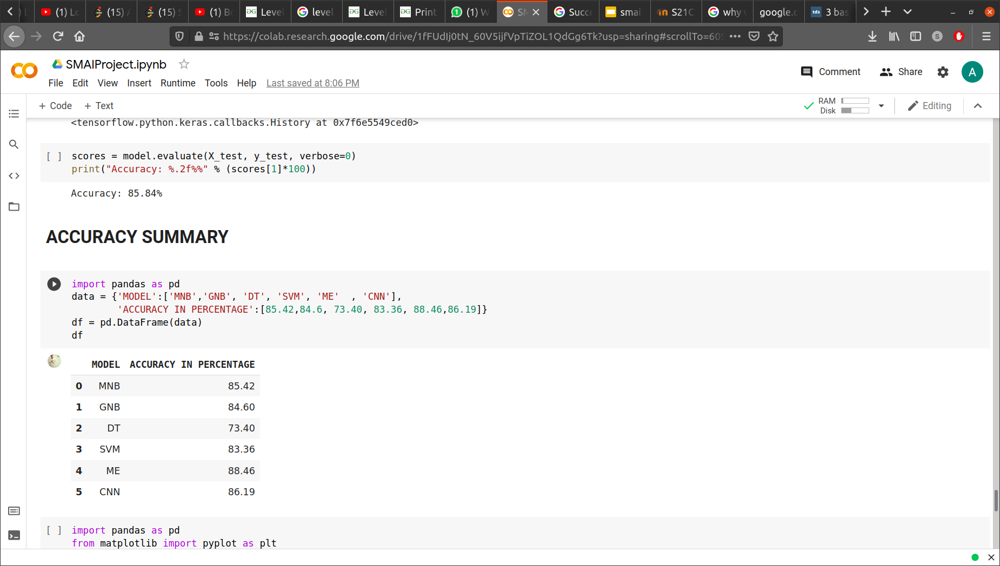 (1) Lo
(15) A
(15) S
(1) Bo
Level
level
Level
Print
(1) W
SM
Succe
smai
S21C
why v
google.c
tds 3 bas
https://colab.research.google.com/drive/1fFUdIj0tN_60V5ijfVpTiZOL1QdGg6Tk?usp=sharing#scrollTo=60S
SMAIProject.ipynb
Comment Share A
File Edit View Insert Runtime Tools Help Last saved at 8:06 PM
+ Code + Text
RAM
Disk
Editing
<tensorflow.python.keras.callbacks.History at 0x7f6e5549ced0>
[ ] scores = model.evaluate(X_test, y_test, verbose=0)
print("Accuracy: %.2f%%" % (scores[1]*100))
Accuracy: 85.84%
ACCURACY SUMMARY
import pandas as pd
data = {'MODEL':['MNB','GNB', 'DT', 'SVM', 'ME'  , 'CNN'],
'ACCURACY IN PERCENTAGE':[85.42,84.6, 73.40, 83.36, 88.46,86.19]}
df = pd.DataFrame(data)
df
MODEL ACCURACY IN PERCENTAGE
0 MNB 85.42
1 GNB 84.60
2 DT 73.40
3 SVM 83.36
4 ME 88.46
5 CNN 86.19
[ ] import pandas as pd
from matplotlib import pyplot as plt